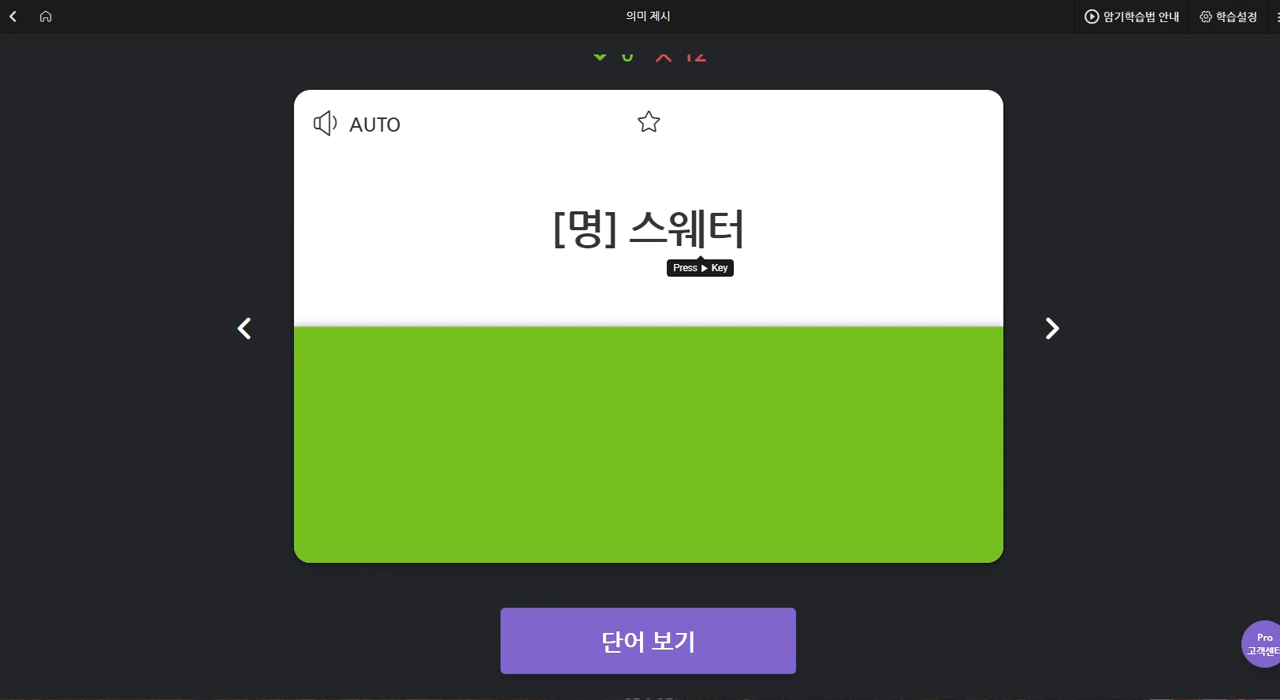 의미 제시
암기학습법 안내
학습설정
AUTO
[명] 스웨터
Press ▶ Key
단어 보기
Pro
고객센터